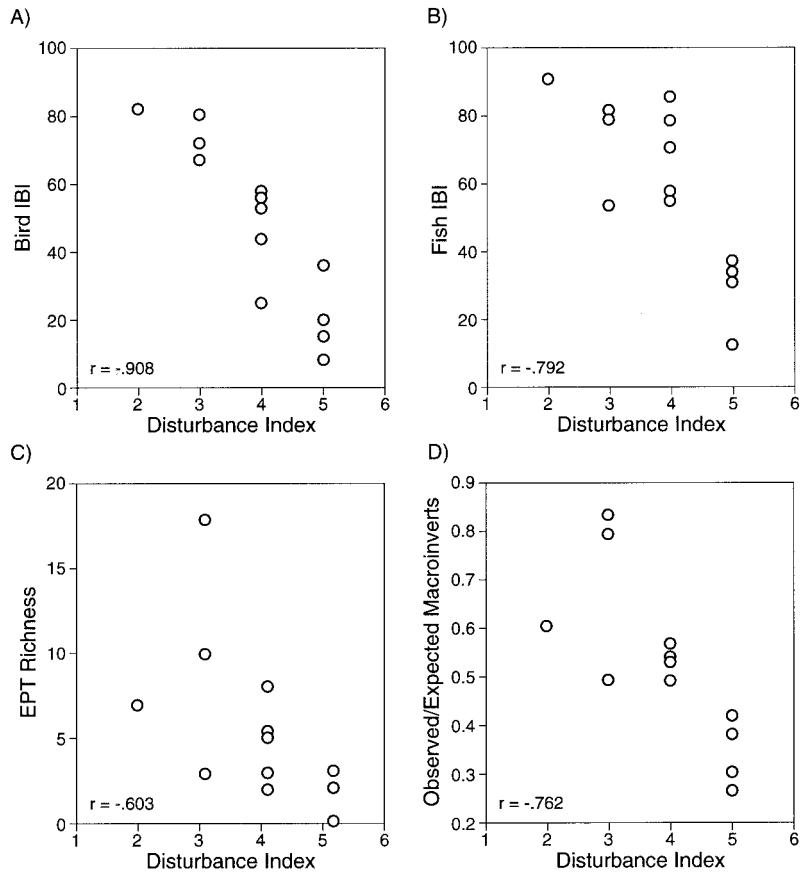 A)
100
80
60
40
20
0
Bird IBI
r = -.908
1 2 3 4 5 6
Disturbance Index
B)
100
80
60
40
20
0
Fish IBI
r = -.792
1 2 3 4 5 6
Disturbance Index
C)
20
15
10
5
0
EPT Richness
r = -.603
1 2 3 4 5 6
Disturbance Index
D)
0.9
0.8
0.7
0.6
0.5
0.4
0.3
0.2
Observed/Expected Macroinverts
r = -.762
1 2 3 4 5 6
Disturbance Index